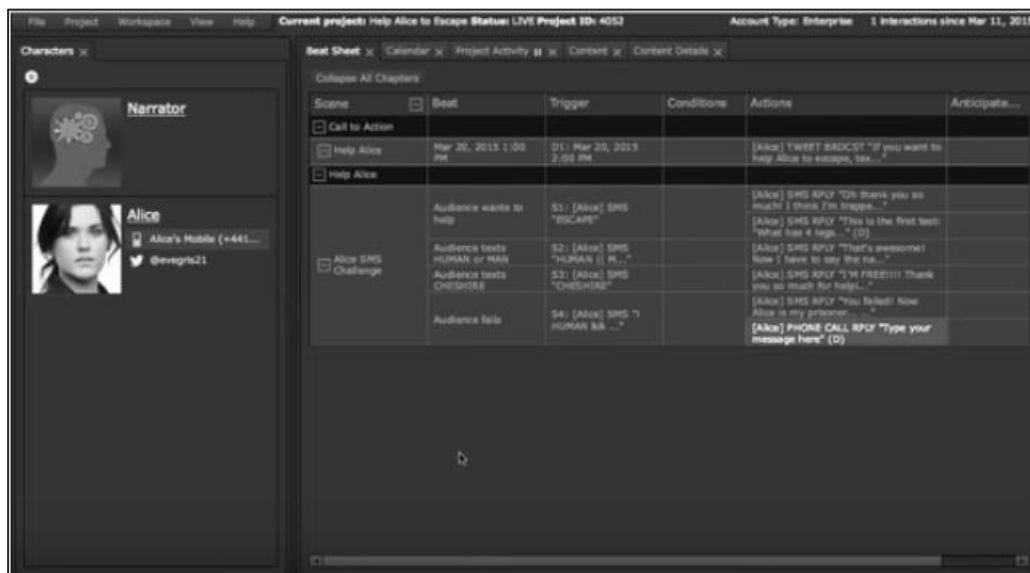 File Project Workspace View Help Current project: Help Alice to Escape Status: LIVE Project ID: 4052 Account Type: Enterprise 1 interactions since Mar 11, 2015
Characters x
Beat Sheet x Calendar x Project Activity x Content x Content Details x
Collapse All Chapters
Scene Beat Trigger Conditions Actions Anticipate...
Call to Action
Help Alice
Mar 20, 2015 1:00
PM
D1: Mar 20, 2015
2:00 PM
[Alice] TWEET BRDCST "If you want to
help Alice to escape, tex..."
Help Alice
Alice SMS
Challenge
Audience wants to
help
S1: [Alice] SMS
"ESCAPE"
[Alice] SMS RPLY "Oh thank you so
much! I think I'm trappe..."
[Alice] SMS RPLY "This is the first test:
"What has 4 legs..." (D)
Audience texts
HUMAN or MAN
S2: [Alice] SMS
"HUMAN || M..."
[Alice] SMS RPLY "That's awesome!
Now I have to say the na..."
Audience texts
CHESHIRE
S3: [Alice] SMS
"CHESHIRE"
[Alice] SMS RPLY "I'M FREE!!!! Thank
you so much for helpi..."
Audience fails
S4: [Alice] SMS "!
HUMAN && ..."
[Alice] SMS RPLY "You failed! Now
Alice is my prisoner... ..."
[Alice] PHONE CALL RPLY "Type your
message here" (D)
Narrator
Alice
Alice's Mobile (+441...
@evegris21